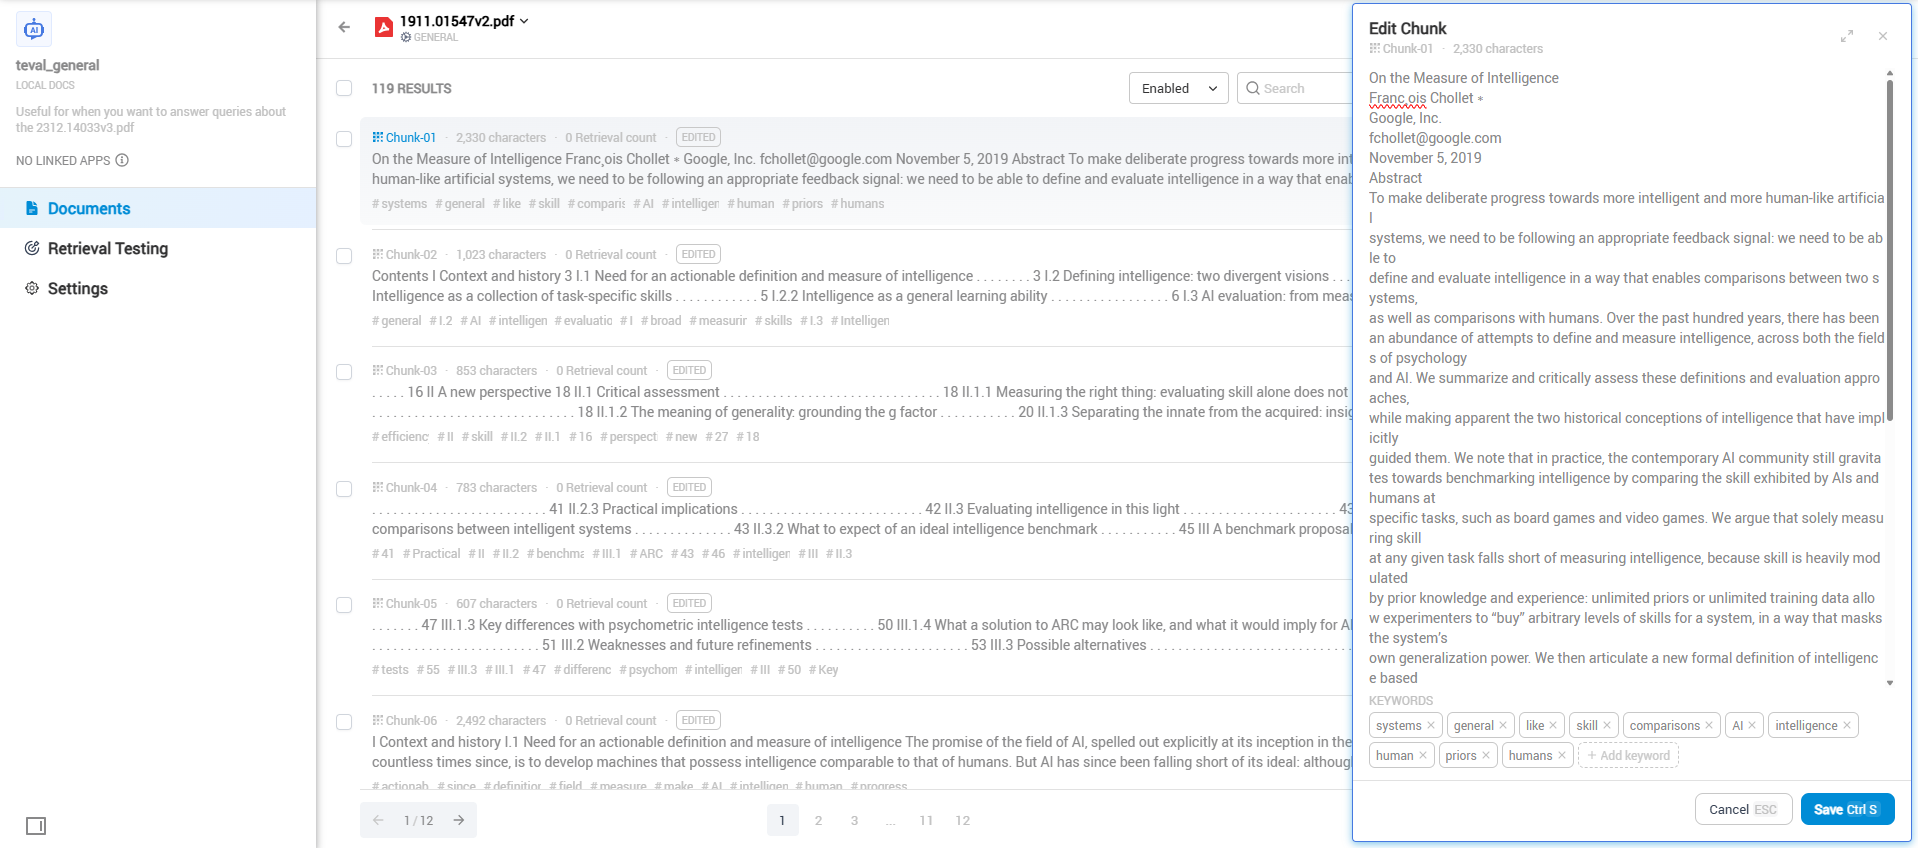 AI
teval_general
LOCAL DOCS
Useful for when you want to answer queries about
the 2312.14033v3.pdf
NO LINKED APPS
Documents
Retrieval Testing
Settings
1911.01547v2.pdf
GENERAL
119 RESULTS
Enabled
Search
Chunk-01 · 2,330 characters · 0 Retrieval count · EDITED
On the Measure of Intelligence Franc¸ois Chollet ∗ Google, Inc. fchollet@google.com November 5, 2019 Abstract To make deliberate progress towards more int
human-like artificial systems, we need to be following an appropriate feedback signal: we need to be able to define and evaluate intelligence in a way that enab
# systems # general # like # skill # comparis # AI # intelligen # human # priors # humans
Chunk-02 · 1,023 characters · 0 Retrieval count · EDITED
Contents I Context and history 3 I.1 Need for an actionable definition and measure of intelligence . . . . . . . . 3 I.2 Defining intelligence: two divergent visions . . .
Intelligence as a collection of task-specific skills . . . . . . . . . . . . 5 I.2.2 Intelligence as a general learning ability . . . . . . . . . . . . . . 6 I.3 AI evaluation: from meas
# general # I.2 # AI # intelligen # evaluatic # I # broad # measurir # skills # I.3 # Intelligen
Chunk-03 · 853 characters · 0 Retrieval count · EDITED
. . . . . 16 II A new perspective 18 II.1 Critical assessment . . . . . . . . . . . . . . . . . . . . . . . . . . . . 18 II.1.1 Measuring the right thing: evaluating skill alone does not
. . . . . . . . . . . . . . . . . . . . . . . . . . 18 II.1.2 The meaning of generality: grounding the g factor . . . . . . . . . . 20 II.1.3 Separating the innate from the acquired: insig
# efficienc # II # skill # II.2 # II.1 # 16 # perspect # new # 27 # 18
Chunk-04 · 783 characters · 0 Retrieval count · EDITED
. . . . . . . . . . . . . . . . . . . . . . 41 II.2.3 Practical implications . . . . . . . . . . . . . . . . . . . . . . . 42 II.3 Evaluating intelligence in this light . . . . . . . . . . . . . . . . . . . . 43
comparisons between intelligent systems . . . . . . . . . . . . . 43 II.3.2 What to expect of an ideal intelligence benchmark . . . . . . . . . . 45 III A benchmark proposal
# 41 # Practical # II # II.2 # benchma # III.1 # ARC # 43 # 46 # intelligen # III # II.3
Chunk-05 · 607 characters · 0 Retrieval count · EDITED
. . . . . . 47 III.1.3 Key differences with psychometric intelligence tests . . . . . . . . . 50 III.1.4 What a solution to ARC may look like, and what it would imply for AI
. . . . . . . . . . . . . . . . . . . . . 51 III.2 Weaknesses and future refinements . . . . . . . . . . . . . . . . . . . . 53 III.3 Possible alternatives . . . . . . . . . . . . . . . . . . . . . . . . . .
# tests # 55 # III.3 # III.1 # 47 # differenc # psychom # intelligen # III # 50 # Key
Chunk-06 · 2,492 characters · 0 Retrieval count · EDITED
I Context and history I.1 Need for an actionable definition and measure of intelligence The promise of the field of AI, spelled out explicitly at its inception in the
countless times since, is to develop machines that possess intelligence comparable to that of humans. But AI has since been falling short of its ideal: althoug
# actionab # since # definitior # field # measure # make # AI # intelligen # human # progress
1 / 12
1 2 3 ... 11 12
Edit Chunk
Chunk-01 · 2,330 characters
On the Measure of Intelligence
Franc¸ois Chollet ∗
Google, Inc.
fchollet@google.com
November 5, 2019
Abstract
To make deliberate progress towards more intelligent and more human-like artificia
l
systems, we need to be following an appropriate feedback signal: we need to be ab
le to
define and evaluate intelligence in a way that enables comparisons between two s
ystems,
as well as comparisons with humans. Over the past hundred years, there has been
an abundance of attempts to define and measure intelligence, across both the field
s of psychology
and AI. We summarize and critically assess these definitions and evaluation appro
aches,
while making apparent the two historical conceptions of intelligence that have impl
icitly
guided them. We note that in practice, the contemporary AI community still gravita
tes towards benchmarking intelligence by comparing the skill exhibited by AIs and
humans at
specific tasks, such as board games and video games. We argue that solely measu
ring skill
at any given task falls short of measuring intelligence, because skill is heavily mod
ulated
by prior knowledge and experience: unlimited priors or unlimited training data allo
w experimenters to “buy” arbitrary levels of skills for a system, in a way that masks
the system’s
own generalization power. We then articulate a new formal definition of intelligenc
e based
KEYWORDS
systems general like skill comparisons AI intelligence
human priors humans + Add keyword
Cancel ESC
Save Ctrl S